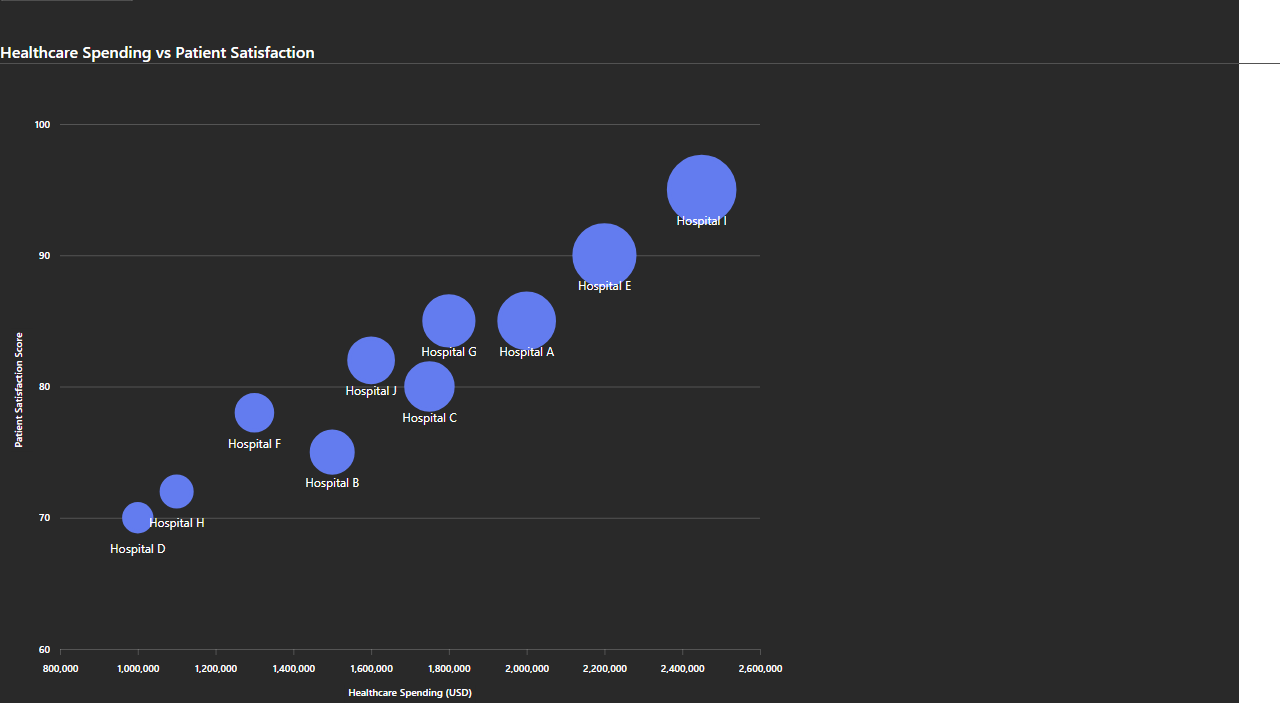 Healthcare Spending vs Patient Satisfaction
100
90
80
70
60
Patient Satisfaction Score
Hospital I
Hospital E
Hospital G
Hospital A
Hospital J
Hospital C
Hospital F
Hospital B
Hospital H
Hospital D
800,000 1,000,000 1,200,000 1,400,000 1,600,000 1,800,000 2,000,000 2,200,000 2,400,000 2,600,000
Healthcare Spending (USD)